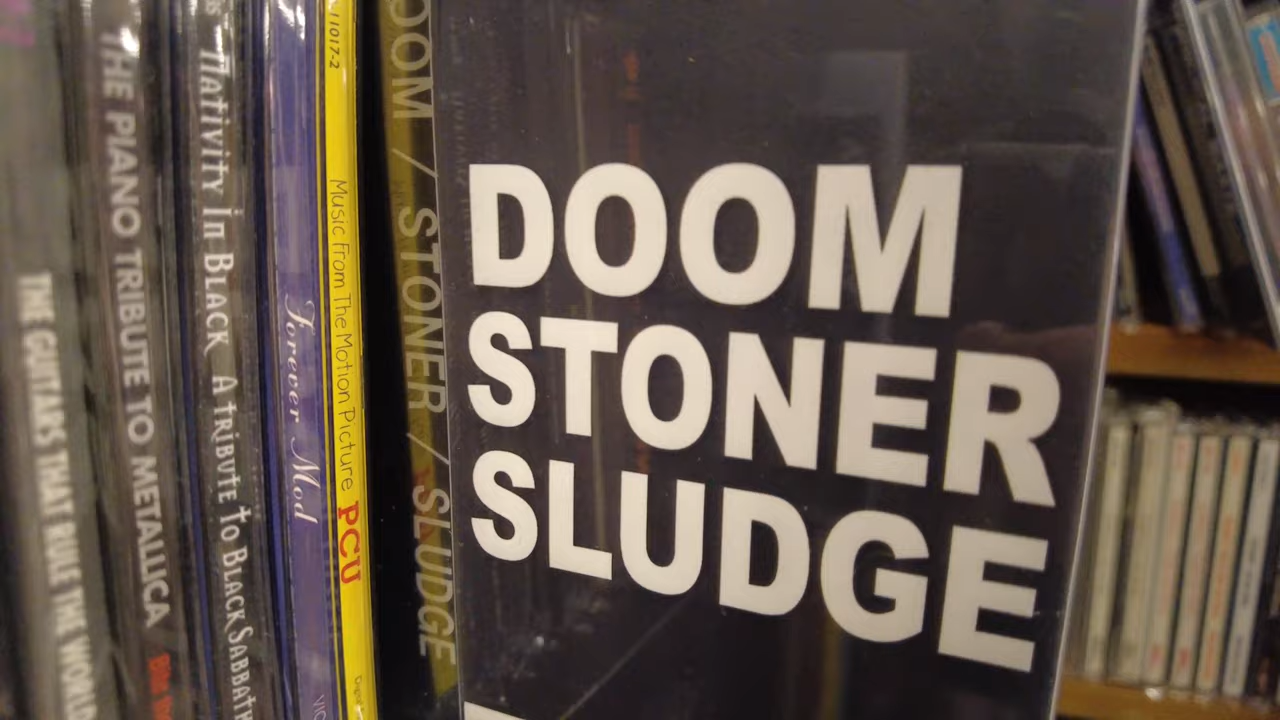 THE GUITARS THAT RULE THE WORLD
THE PIANO TRIBUTE TO METALLICA
Nativity In Black A tribute to Black Sabbath
Forever Mod
11017-2
Music From The Motion Picture PCU
OOM / STONER / SLUDGE
DOOM
STONER
SLUDGE